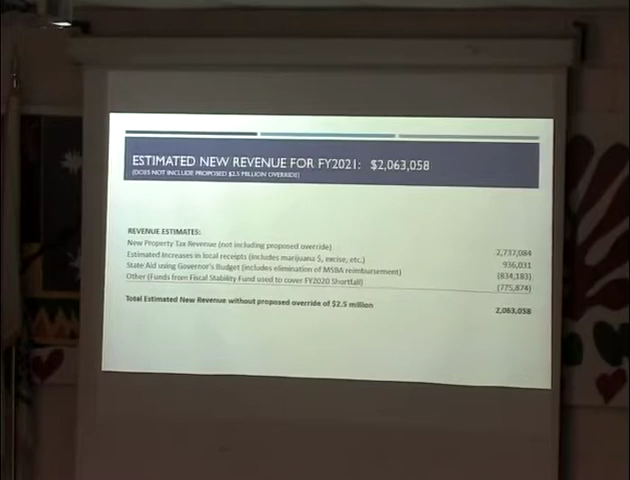 ESTIMATED NEW REVENUE FOR FY2021: $2,063,058
(DOES NOT INCLUDE PROPOSED $2.5 MILLION OVERRIDE)
REVENUE ESTIMATES:
New Property Tax Revenue (not including proposed override) 2,737,084
Estimated Increases in local receipts (includes marijuana $, excise, etc.) 936,031
State Aid using Governor's Budget (includes elimination of MSBA reimbursement) (834,183)
Other (Funds from Fiscal Stability Fund used to cover FY2020 Shortfall) (775,874)
Total Estimated New Revenue without proposed override of $2.5 million 2,063,058